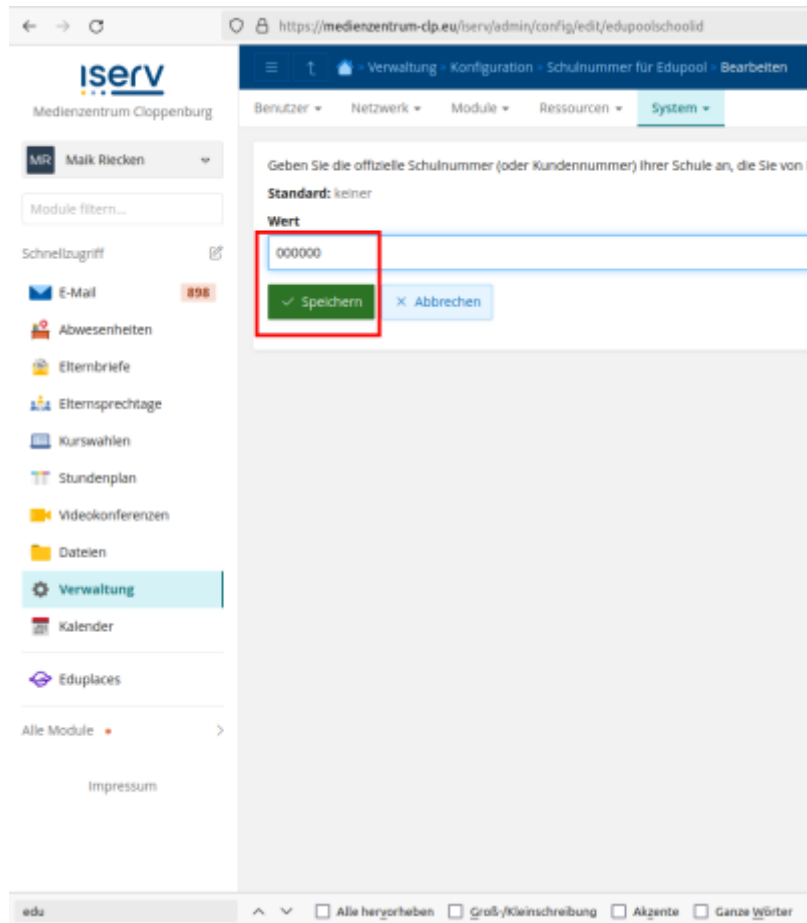 https://medienzentrum-clp.eu/iserv/admin/config/edit/edupoolschoolid
ISerV
Medienzentrum Cloppenburg
Verwaltung Konfiguration Schulnummer für Edupool Bearbeiten
Benutzer Netzwerk Module Ressourcen System
MR Maik Riecken
Module filtern...
Schnellzugriff
E-Mail 898
Abwesenheiten
Elternbriefe
Elternsprechtage
Kurswahlen
Stundenplan
Videokonferenzen
Dateien
Verwaltung
Kalender
Eduplaces
Alle Module
Impressum
Geben Sie die offizielle Schulnummer (oder Kundennummer) Ihrer Schule an, die Sie von
Standard: keiner
Wert
000000
Speichern Abbrechen
edu Alle hervorheben Groß-/Kleinschreibung Akzente Ganze Wörter